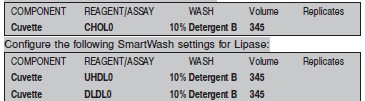 COMPONENT REAGENT/ASSAY WASH Volume Replicates
Cuvette CHOL0 10% Detergent B 345
Configure the following SmartWash settings for Lipase:
COMPONENT REAGENT/ASSAY WASH Volume Replicates
Cuvette UHDL0 10% Detergent B 345
Cuvette DLDL0 10% Detergent B 345